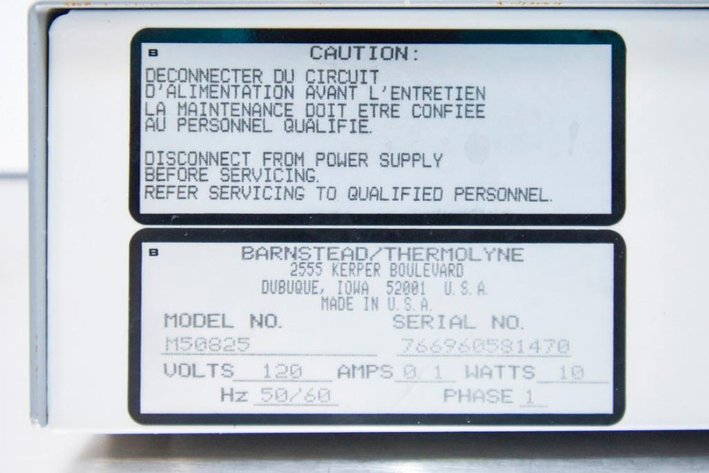 B CAUTION:
DECONNECTER DU CIRCUIT
D'ALIMENTATION AVANT L'ENTRETIEN
LA MAINTENANCE DOIT ETRE CONFIEE
AU PERSONNEL QUALIFIE.
DISCONNECT FROM POWER SUPPLY
BEFORE SERVICING.
REFER SERVICING TO QUALIFIED PERSONNEL.
B BARNSTEAD/THERMOLYNE
2555 KERPER BOULEVARD
DUBUQUE, IOWA 52001 U.S.A.
MADE IN U.S.A.
MODEL NO. SERIAL NO.
M50825 766960581470
VOLTS 120 AMPS 0.1 WATTS 10
Hz 50/60 PHASE 1